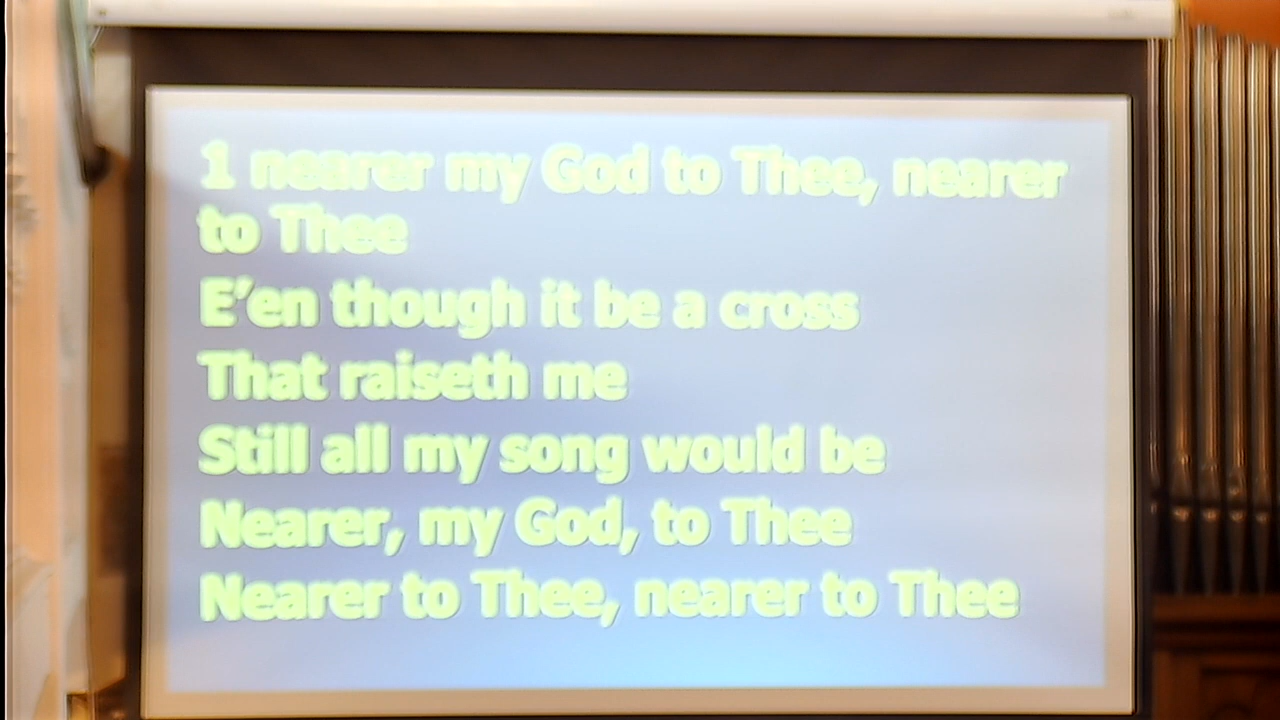 1 nearer my God to Thee, nearer
to Thee
E’en though it be a cross
That raiseth me
Still all my song would be
Nearer, my God, to Thee
Nearer to Thee, nearer to Thee